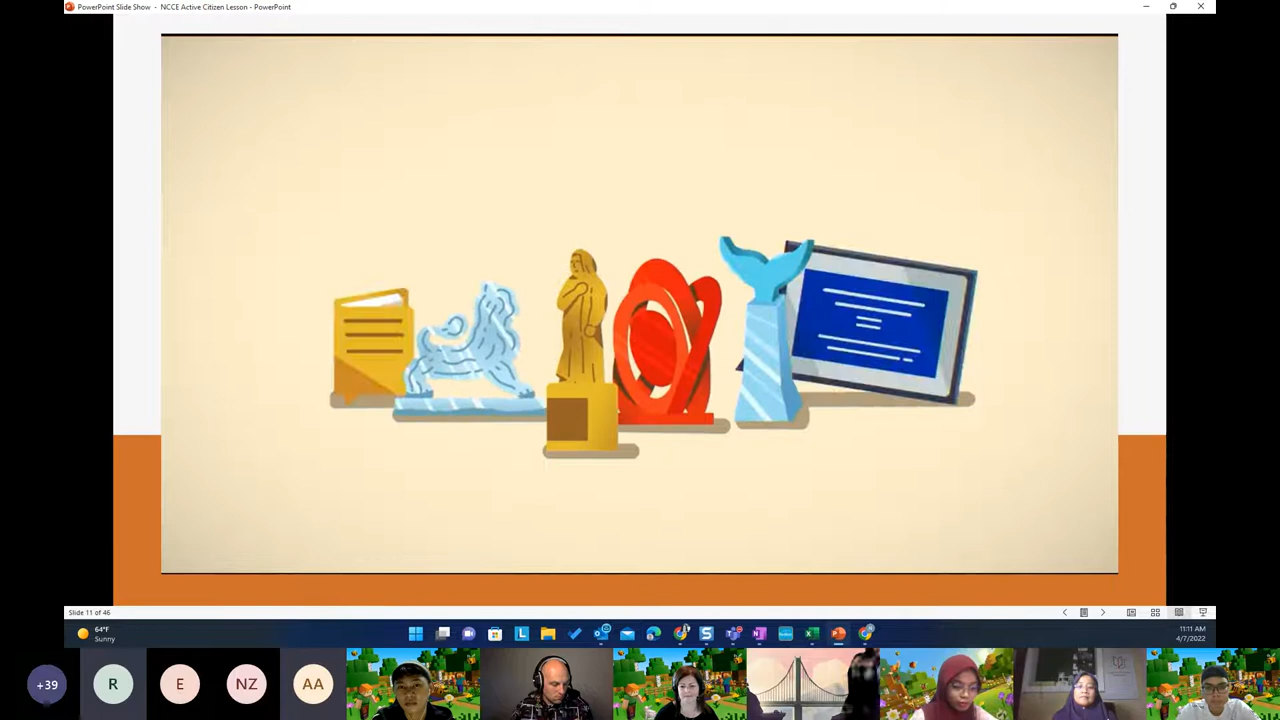 PowerPoint Slide Show - NCCE Active Citizen Lesson - PowerPoint
Slide 11 of 46
64°F
Sunny
11:11 AM
4/7/2022
+39
R
E
NZ
AA